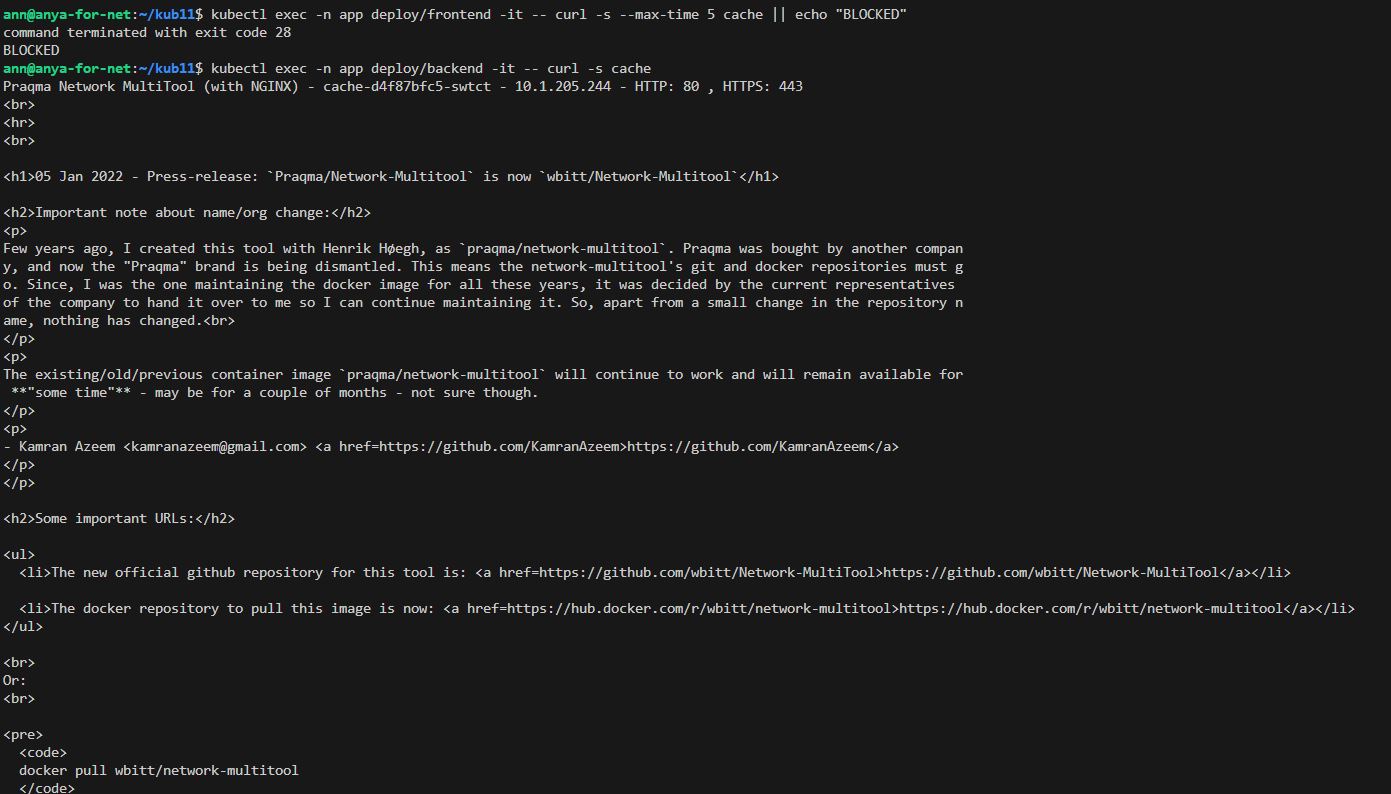 ann@anya-for-net:~/kub11$ kubectl exec -n app deploy/frontend -it -- curl -s --max-time 5 cache || echo "BLOCKED"
command terminated with exit code 28
BLOCKED
ann@anya-for-net:~/kub11$ kubectl exec -n app deploy/backend -it -- curl -s cache
Praqma Network MultiTool (with NGINX) - cache-d4f87bfc5-swtct - 10.1.205.244 - HTTP: 80 , HTTPS: 443
<br>
<hr>
<br>

<h1>05 Jan 2022 - Press-release: `Praqma/Network-Multitool` is now `wbitt/Network-Multitool`</h1>

<h2>Important note about name/org change:</h2>
<p>
Few years ago, I created this tool with Henrik Høegh, as `praqma/network-multitool`. Praqma was bought by another compan
y, and now the "Praqma" brand is being dismantled. This means the network-multitool's git and docker repositories must g
o. Since, I was the one maintaining the docker image for all these years, it was decided by the current representatives
of the company to hand it over to me so I can continue maintaining it. So, apart from a small change in the repository n
ame, nothing has changed.<br>
</p>
<p>
The existing/old/previous container image `praqma/network-multitool` will continue to work and will remain available for
 **"some time"** - may be for a couple of months - not sure though.
</p>
<p>
- Kamran Azeem <kamranazeem@gmail.com> <a href=https://github.com/KamranAzeem>https://github.com/KamranAzeem</a>
</p>
</p>

<h2>Some important URLs:</h2>

<ul>
  <li>The new official github repository for this tool is: <a href=https://github.com/wbitt/Network-MultiTool>https://github.com/wbitt/Network-MultiTool</a></li>

  <li>The docker repository to pull this image is now: <a href=https://hub.docker.com/r/wbitt/network-multitool>https://hub.docker.com/r/wbitt/network-multitool</a></li>
</ul>

<br>
Or:
<br>

<pre>
  <code>
  docker pull wbitt/network-multitool
  </code>